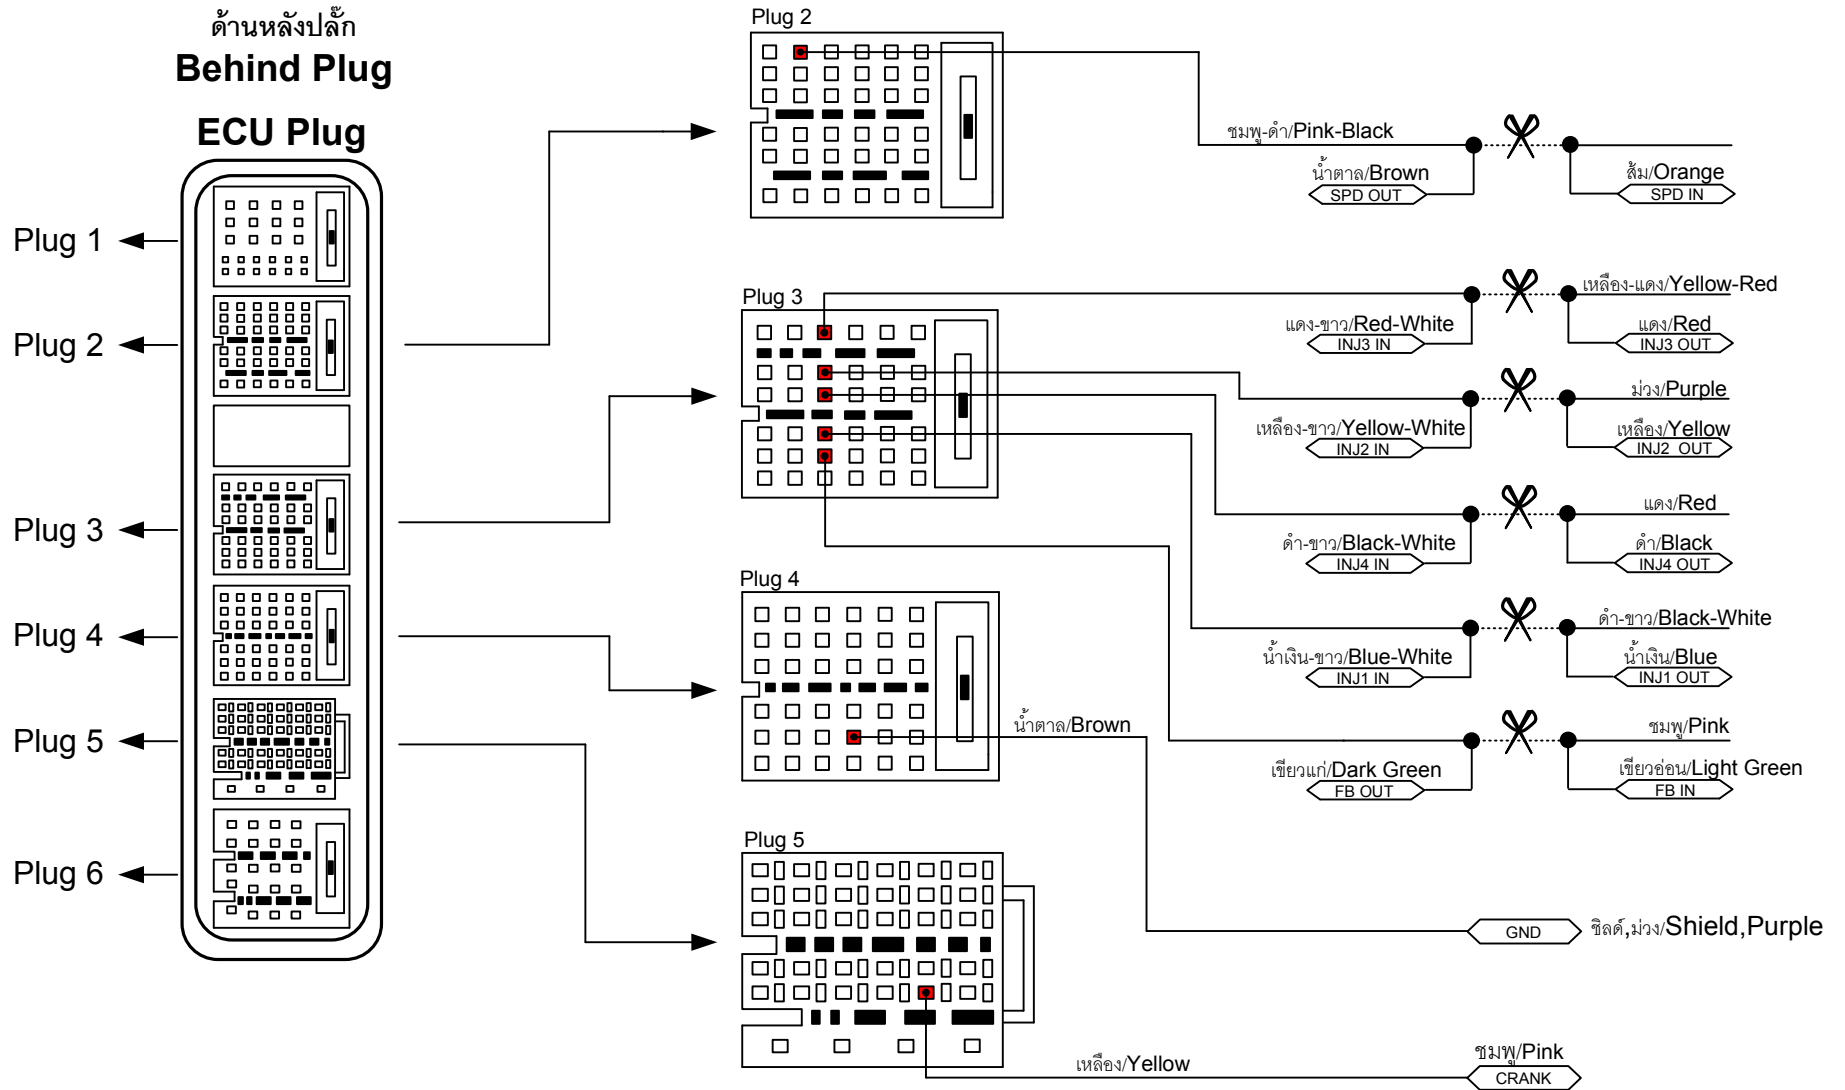 ด้านหลังปลั๊ก
Behind Plug
ECU Plug
Plug 1
Plug 2
Plug 3
Plug 4
Plug 5
Plug 6
Plug 2
ชมพู-ดำ/Pink-Black
น้ำตาล/Brown
SPD OUT
ส้ม/Orange
SPD IN
Plug 3
เหลือง-แดง/Yellow-Red
แดง-ขาว/Red-White
INJ3 IN
แดง/Red
INJ3 OUT
ม่วง/Purple
เหลือง-ขาว/Yellow-White
INJ2 IN
เหลือง/Yellow
INJ2 OUT
แดง/Red
ดำ-ขาว/Black-White
INJ4 IN
ดำ/Black
INJ4 OUT
ดำ-ขาว/Black-White
น้ำเงิน-ขาว/Blue-White
INJ1 IN
น้ำเงิน/Blue
INJ1 OUT
Plug 4
น้ำตาล/Brown
ชมพู/Pink
เขียวแก่/Dark Green
FB OUT
เขียวอ่อน/Light Green
FB IN
Plug 5
GND
ชิลด์,ม่วง/Shield,Purple
เหลือง/Yellow
ชมพู/Pink
CRANK